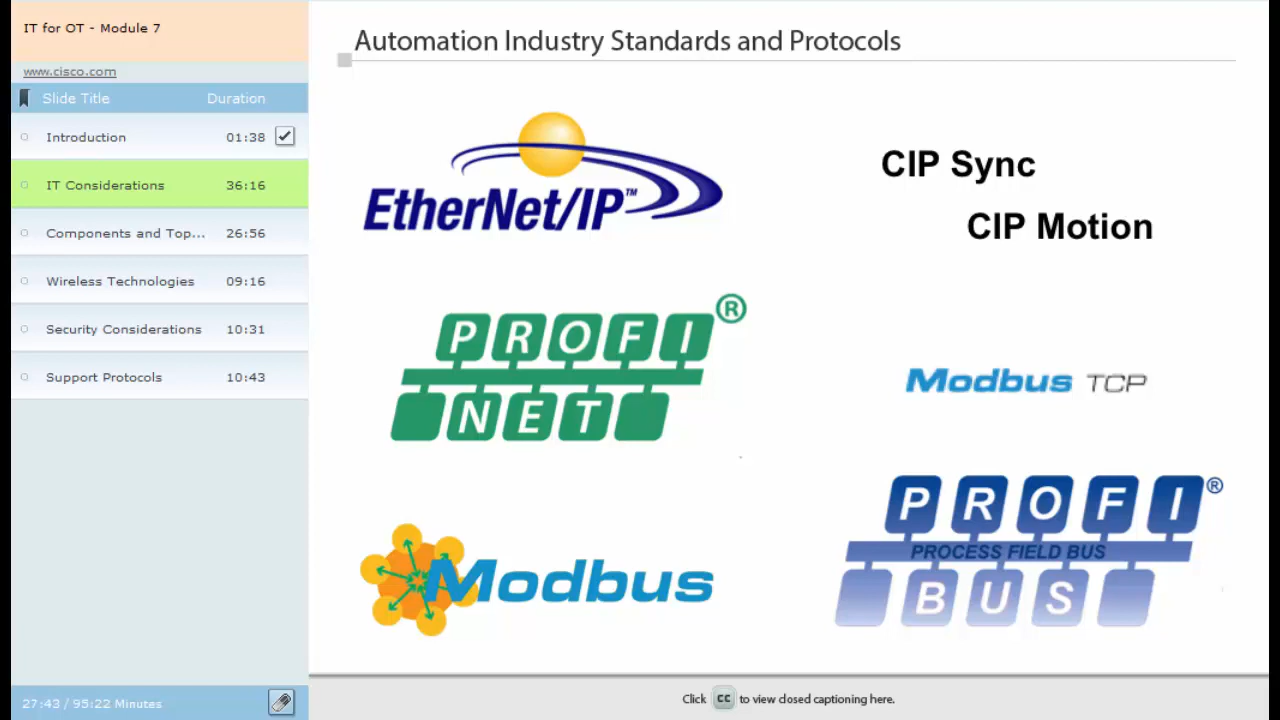 IT for OT - Module 7
www.cisco.com
Slide Title Duration
Introduction 01:38
IT Considerations 36:16
Components and Top... 26:56
Wireless Technologies 09:16
Security Considerations 10:31
Support Protocols 10:43
27:43 / 95:22 Minutes
Automation Industry Standards and Protocols
EtherNet/IP™
CIP Sync
CIP Motion
PROFI®
NET
Modbus TCP
Modbus
PROFI®
PROCESS FIELD BUS
BUS
Click CC to view closed captioning here.